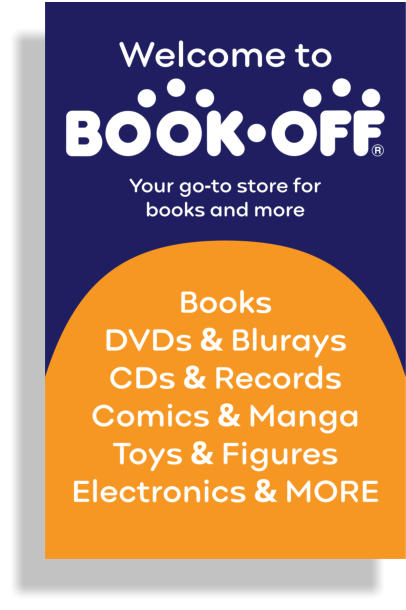 Welcome to
BOOK•OFF®
Your go-to store for
books and more
Books
DVDs & Blurays
CDs & Records
Comics & Manga
Toys & Figures
Electronics & MORE